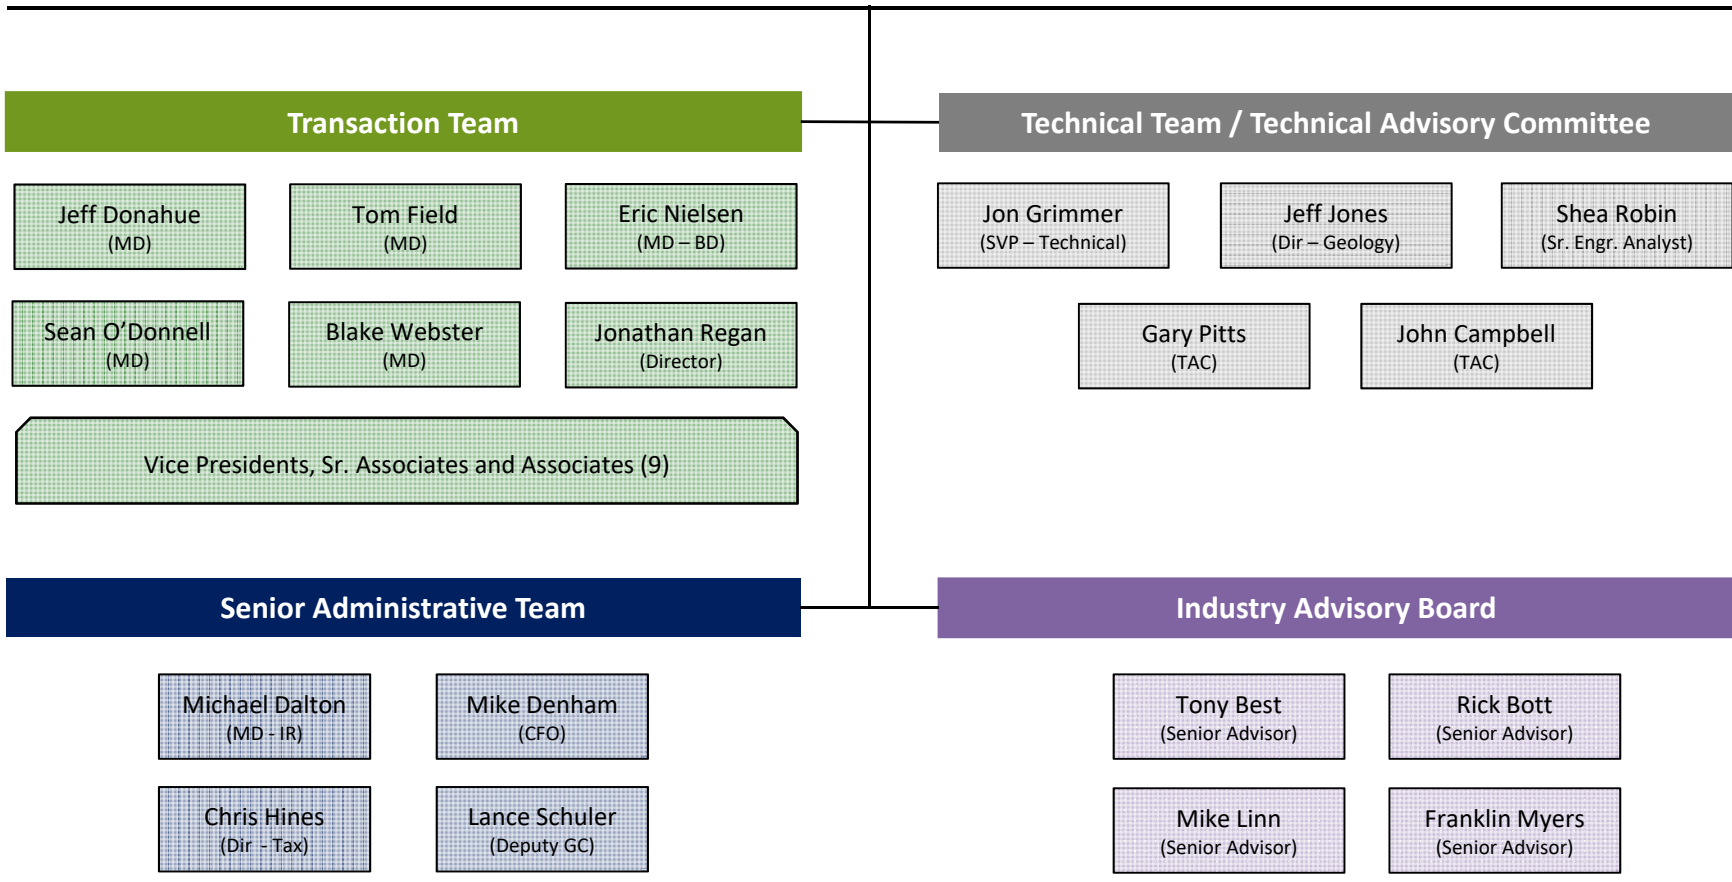 Transaction Team
Jeff Donahue
(MD)
Tom Field
(MD)
Eric Nielsen
(MD – BD)
Sean O’Donnell
(MD)
Blake Webster
(MD)
Jonathan Regan
(Director)
Vice Presidents, Sr. Associates and Associates (9)
Technical Team / Technical Advisory Committee
Jon Grimmer
(SVP – Technical)
Jeff Jones
(Dir – Geology)
Shea Robin
(Sr. Engr. Analyst)
Gary Pitts
(TAC)
John Campbell
(TAC)
Senior Administrative Team
Michael Dalton
(MD - IR)
Mike Denham
(CFO)
Chris Hines
(Dir - Tax)
Lance Schuler
(Deputy GC)
Industry Advisory Board
Tony Best
(Senior Advisor)
Rick Bott
(Senior Advisor)
Mike Linn
(Senior Advisor)
Franklin Myers
(Senior Advisor)